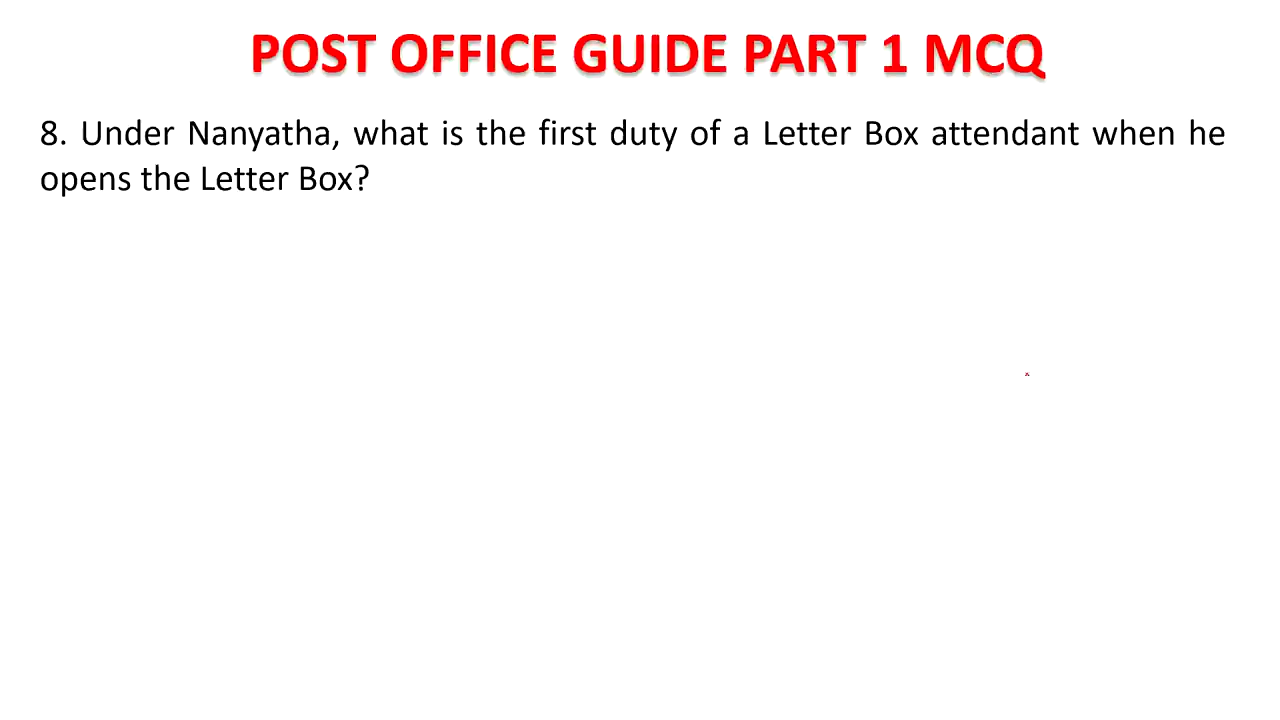 POST OFFICE GUIDE PART 1 MCQ
8. Under Nanyatha, what is the first duty of a Letter Box attendant when he
opens the Letter Box?